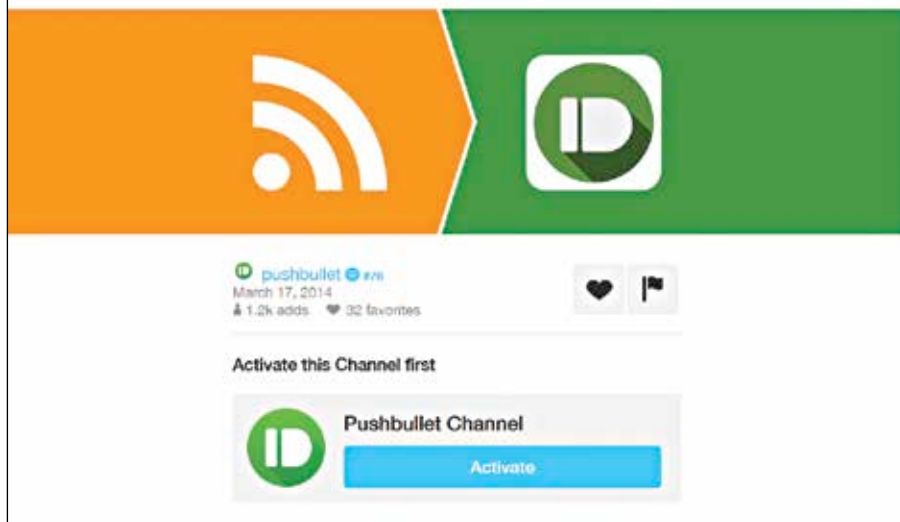 pushbullet
March 17, 2014
1.2k adds 32 favorites
Activate this Channel first
Pushbullet Channel
Activate